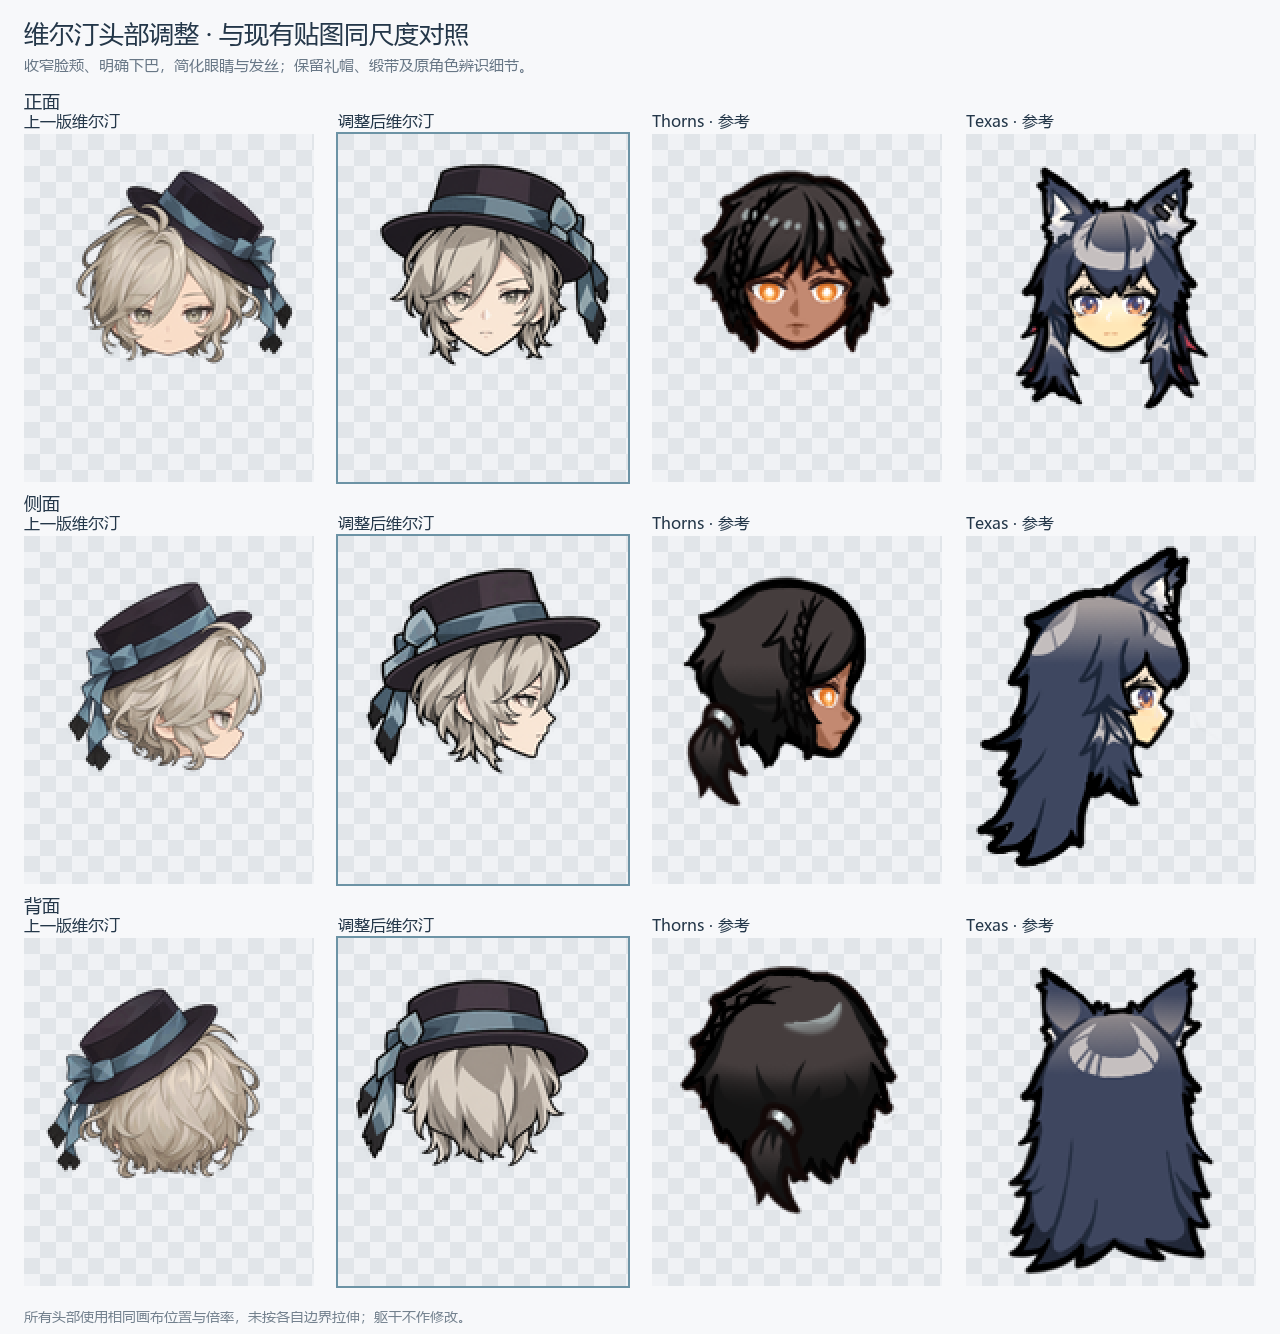 维尔汀头部调整 · 与现有贴图同尺度对照
收窄脸颊、明确下巴，简化眼睛与发丝；保留礼帽、缎带及原角色辨识细节。
正面
上一版维尔汀
调整后维尔汀
Thorns · 参考
Texas · 参考
侧面
上一版维尔汀
调整后维尔汀
Thorns · 参考
Texas · 参考
背面
上一版维尔汀
调整后维尔汀
Thorns · 参考
Texas · 参考
所有头部使用相同画布位置与倍率，未按各自边界拉伸；躯干不作修改。